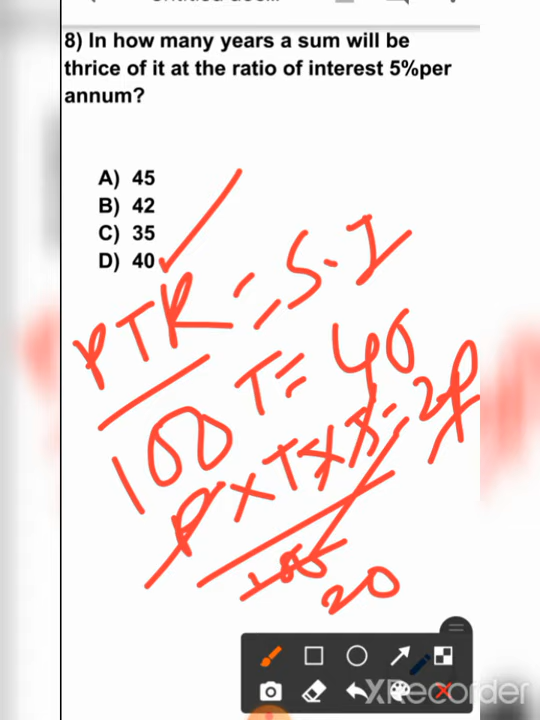 8) In how many years a sum will be
thrice of it at the ratio of interest 5%per
annum?
A) 45
B) 42
C) 35
D) 40
PTR = S.I
100
T = 40
P × T × 5 = 2P
100
20
XRecorder